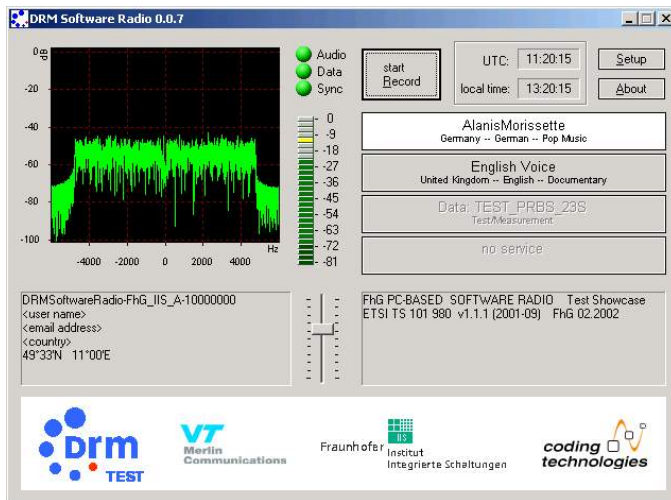 DRM Software Radio 0.0.7
0
dB
-20
-40
-60
-80
-100
Hz
-4000 -2000 0 2000 4000
Audio
Data
Sync
0
-9
-18
-27
-36
-45
-54
-63
-72
-81
start
Record
UTC: 11:20:15
local time: 13:20:15
Setup
About
AlanisMorissette
Germany -- German -- Pop Music
English Voice
United Kingdom -- English -- Documentary
Data: TEST_PRBS_23S
Test/Measurement
no service
DRMSoftwareRadio-FhG_IIS_A-10000000
<user name>
<email address>
<country>
49°33'N 11°00'E
FhG PC-BASED SOFTWARE RADIO Test Showcase
ETSI TS 101 980 v1.1.1 (2001-09) FhG 02.2002
Drm
TEST
VT
Merlin
Communications
Fraunhofer
IIS
Institut
Integrierte Schaltungen
coding
technologies